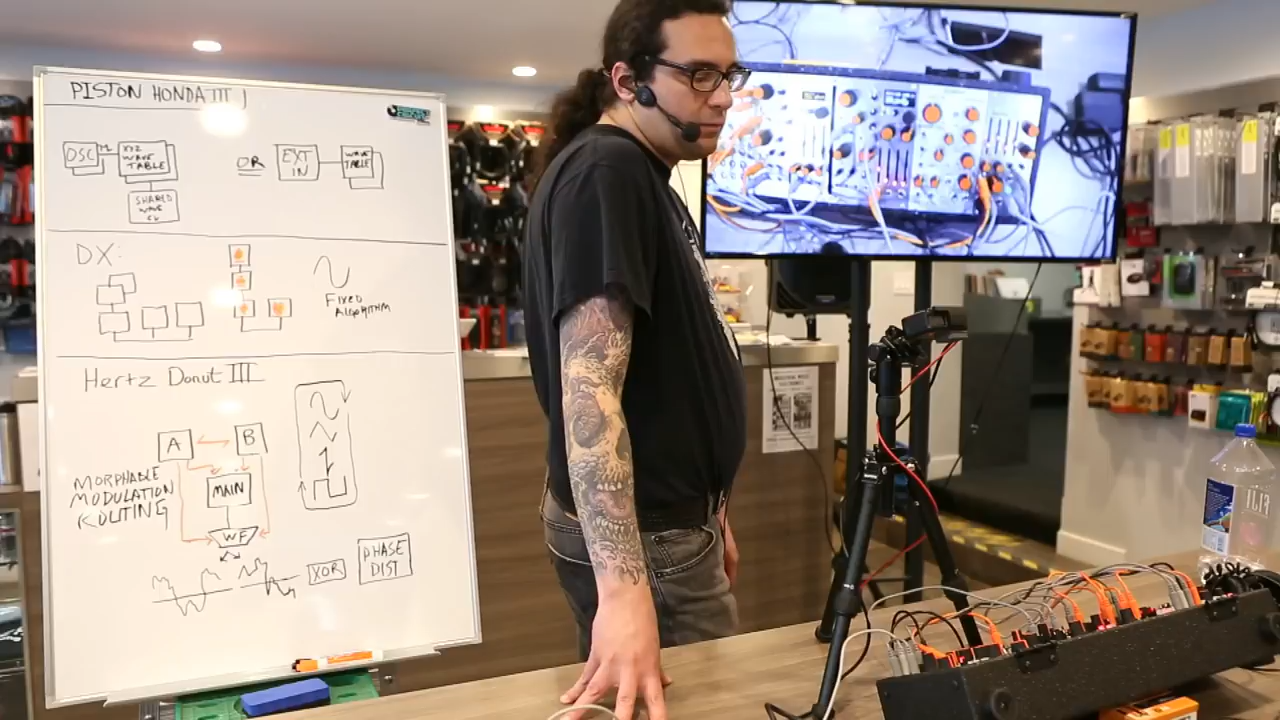 PISTON HONDA III
OSC
XYZ
WAVE
TABLE
SHARED
WAVE
OR
EXT
IN
WAVE
TABLE
DX:
FIXED
ALGORITHM
Hertz Donut III
A
B
MORPHABLE
MODULATION
ROUTING
MAIN
WF
XOR
PHASE
DIST
FIJI